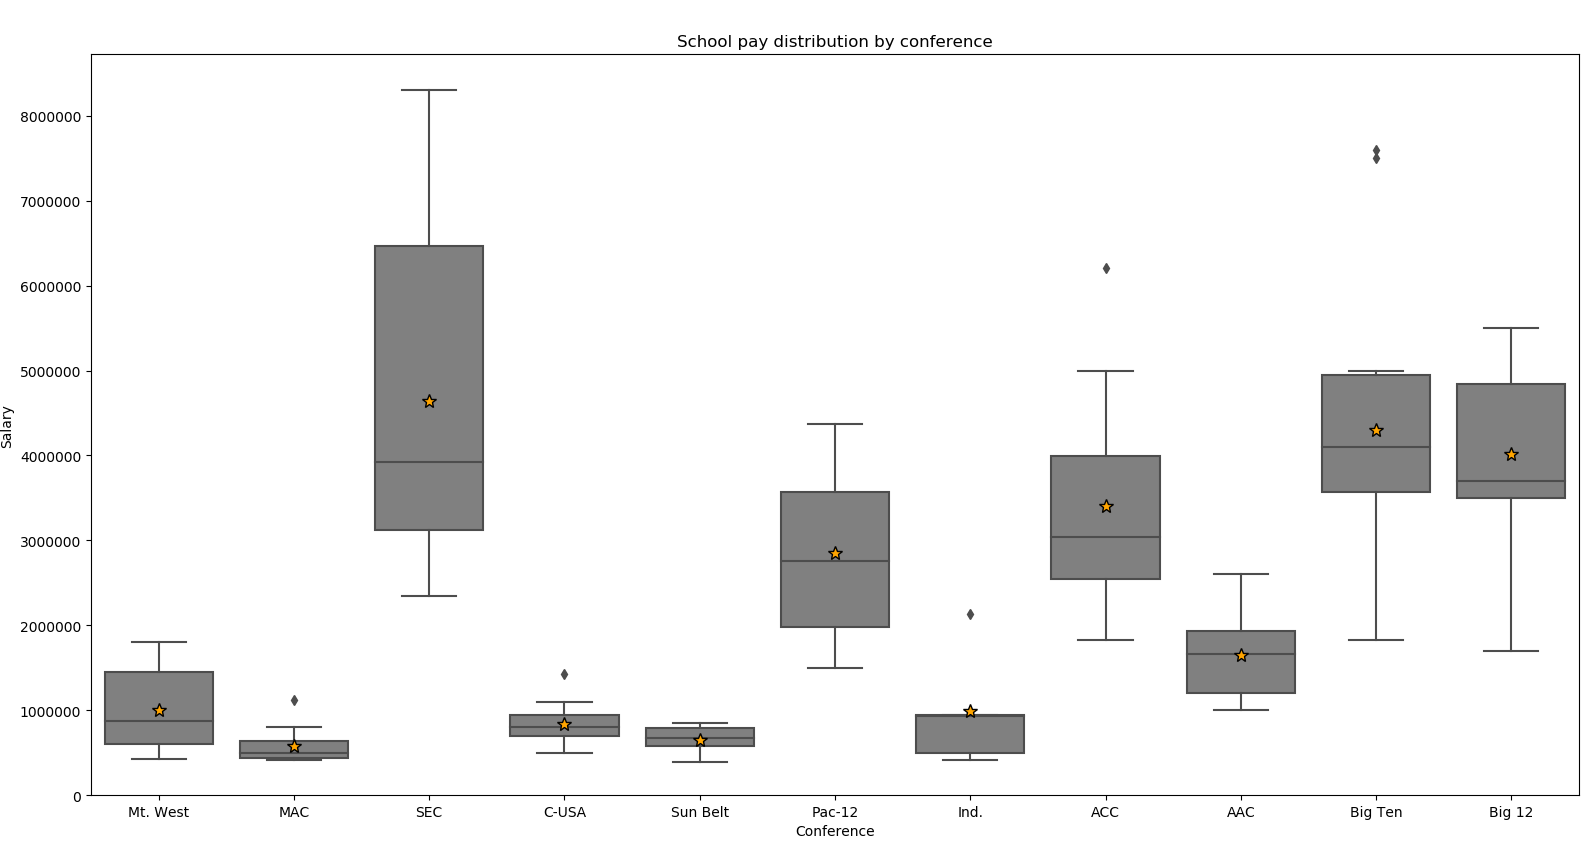 School pay distribution by conference
8000000
7000000
6000000
5000000
4000000
3000000
2000000
1000000
0
Salary
Mt. West MAC SEC C-USA Sun Belt Pac-12 Ind. ACC AAC Big Ten Big 12
Conference